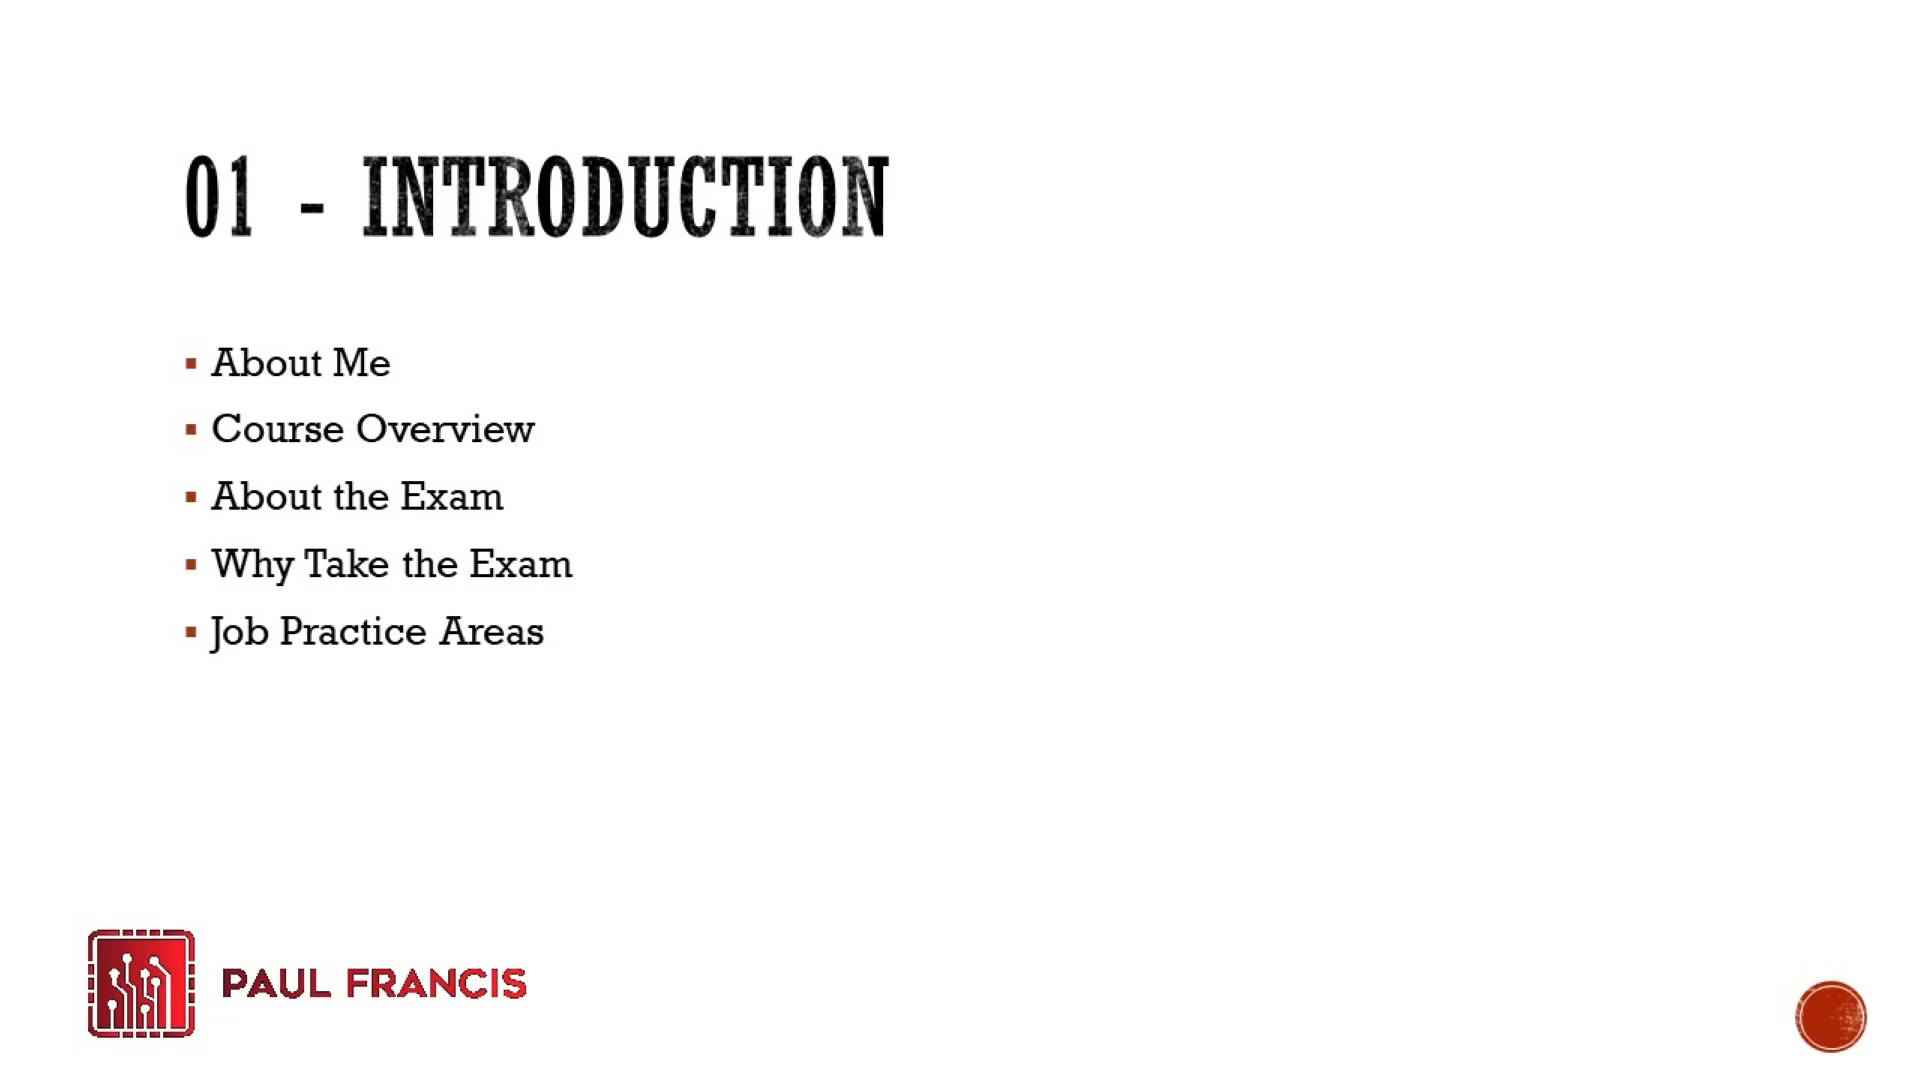 01 - INTRODUCTION
About Me
Course Overview
About the Exam
Why Take the Exam
Job Practice Areas
PAUL FRANCIS